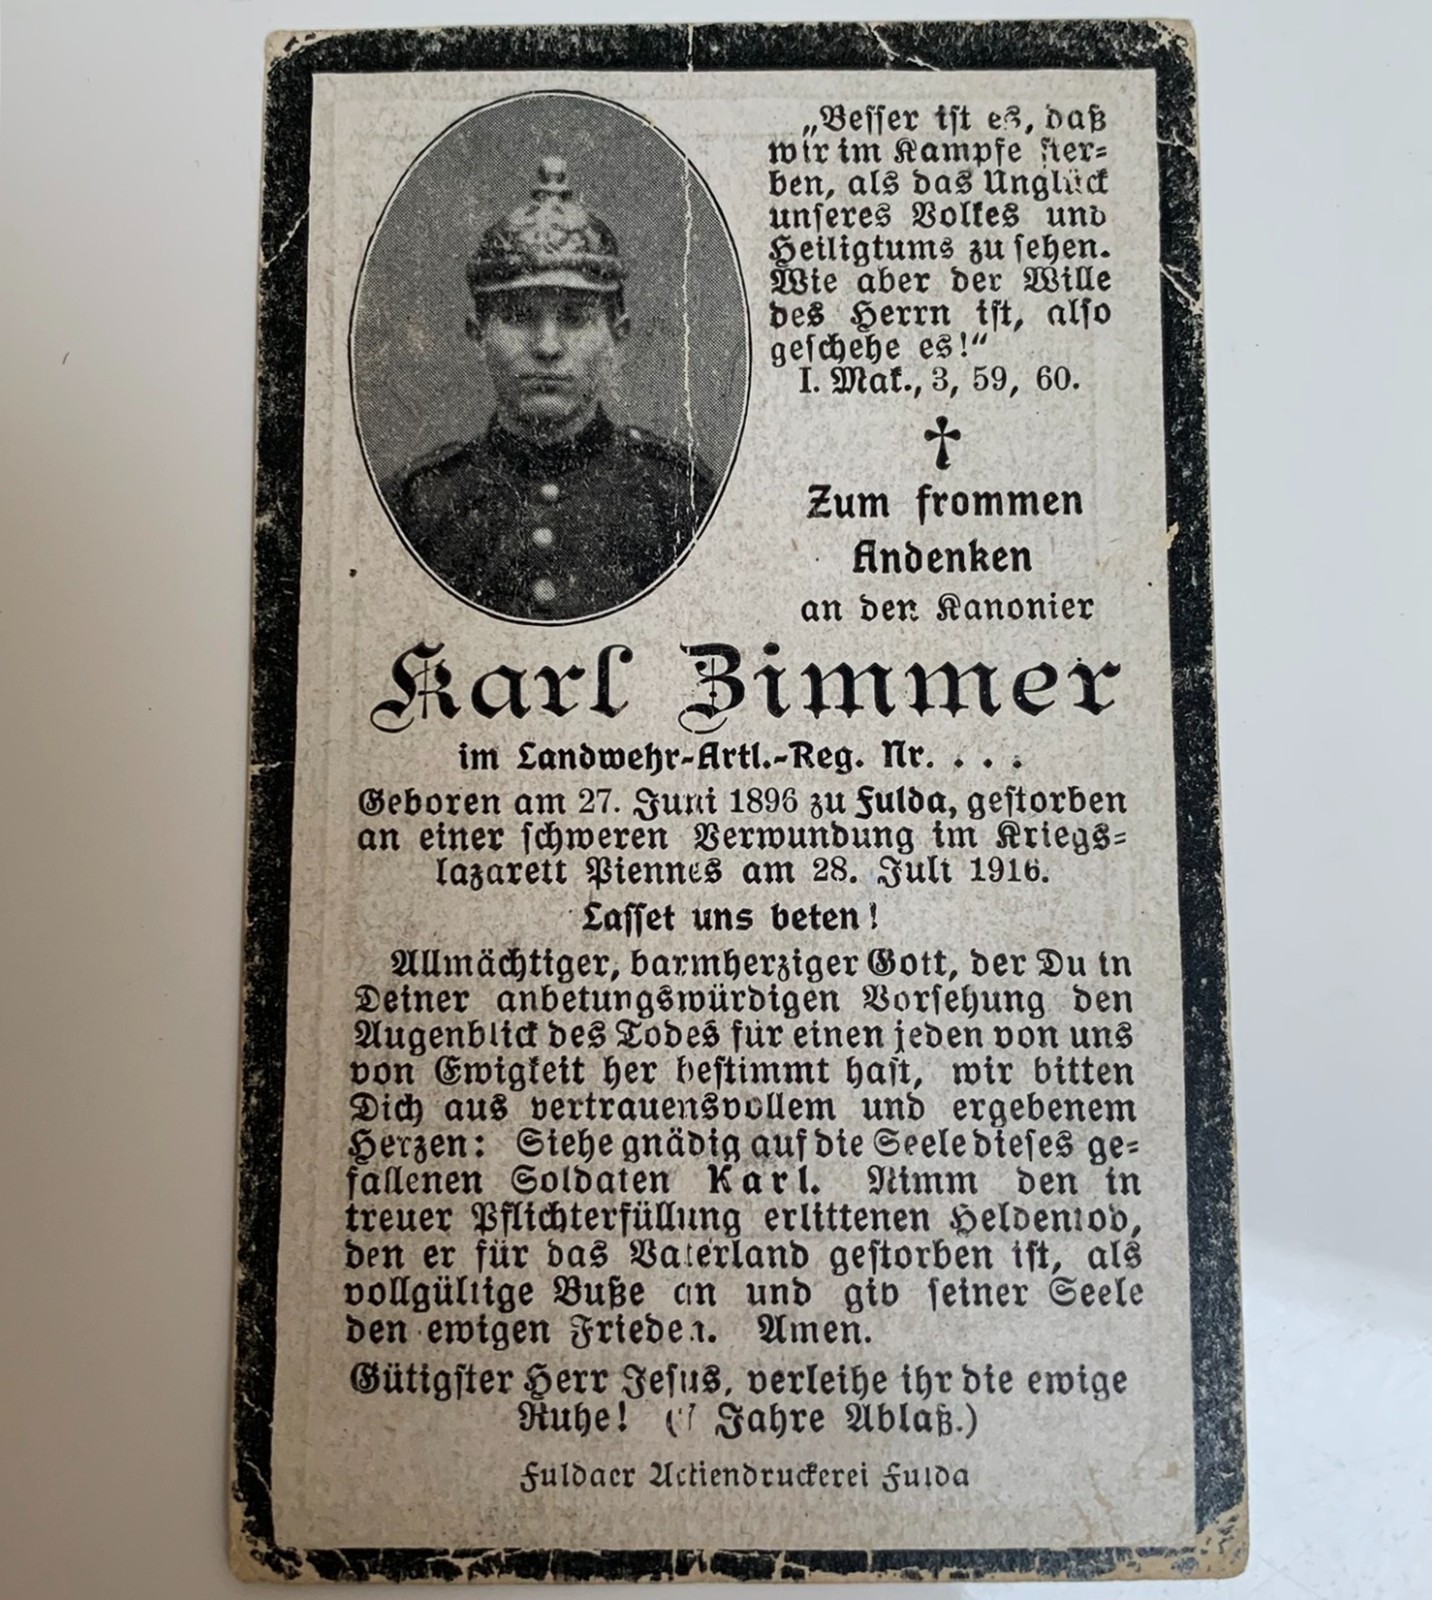 „Besser ist es, daß
wir im Kampfe ster-
ben, als das Unglück
unseres Volkes und
Heiligtums zu sehen.
Wie aber der Wille
des Herrn ist, also
geschehe es!“
I. Mak., 3, 59, 60.
Zum frommen
Andenken
an den Kanonier
Karl Zimmer
im Landwehr-Artl.-Reg. Nr. . . .
Geboren am 27. Juni 1896 zu Fulda, gestorben
an einer schweren Verwundung im Kriegs-
lazarett Piennes am 28. Juli 1916.
Lasset uns beten!
Allmächtiger, barmherziger Gott, der Du in
Deiner anbetungswürdigen Vorsehung den
Augenblick des Todes für einen jeden von uns
von Ewigkeit her bestimmt hast, wir bitten
Dich aus vertrauensvollem und ergebenem
Herzen: Siehe gnädig auf die Seele dieses ge-
fallenen Soldaten Karl. Nimm den in
treuer Pflichterfüllung erlittenen Heldentod,
den er für das Vaterland gestorben ist, als
vollgültige Buße an und gib seiner Seele
den ewigen Frieden. Amen.
Gütigster Herr Jesus, verleihe ihr die ewige
Ruhe! (7 Jahre Ablaß.)
Fuldaer Actiendruckerei Fulda